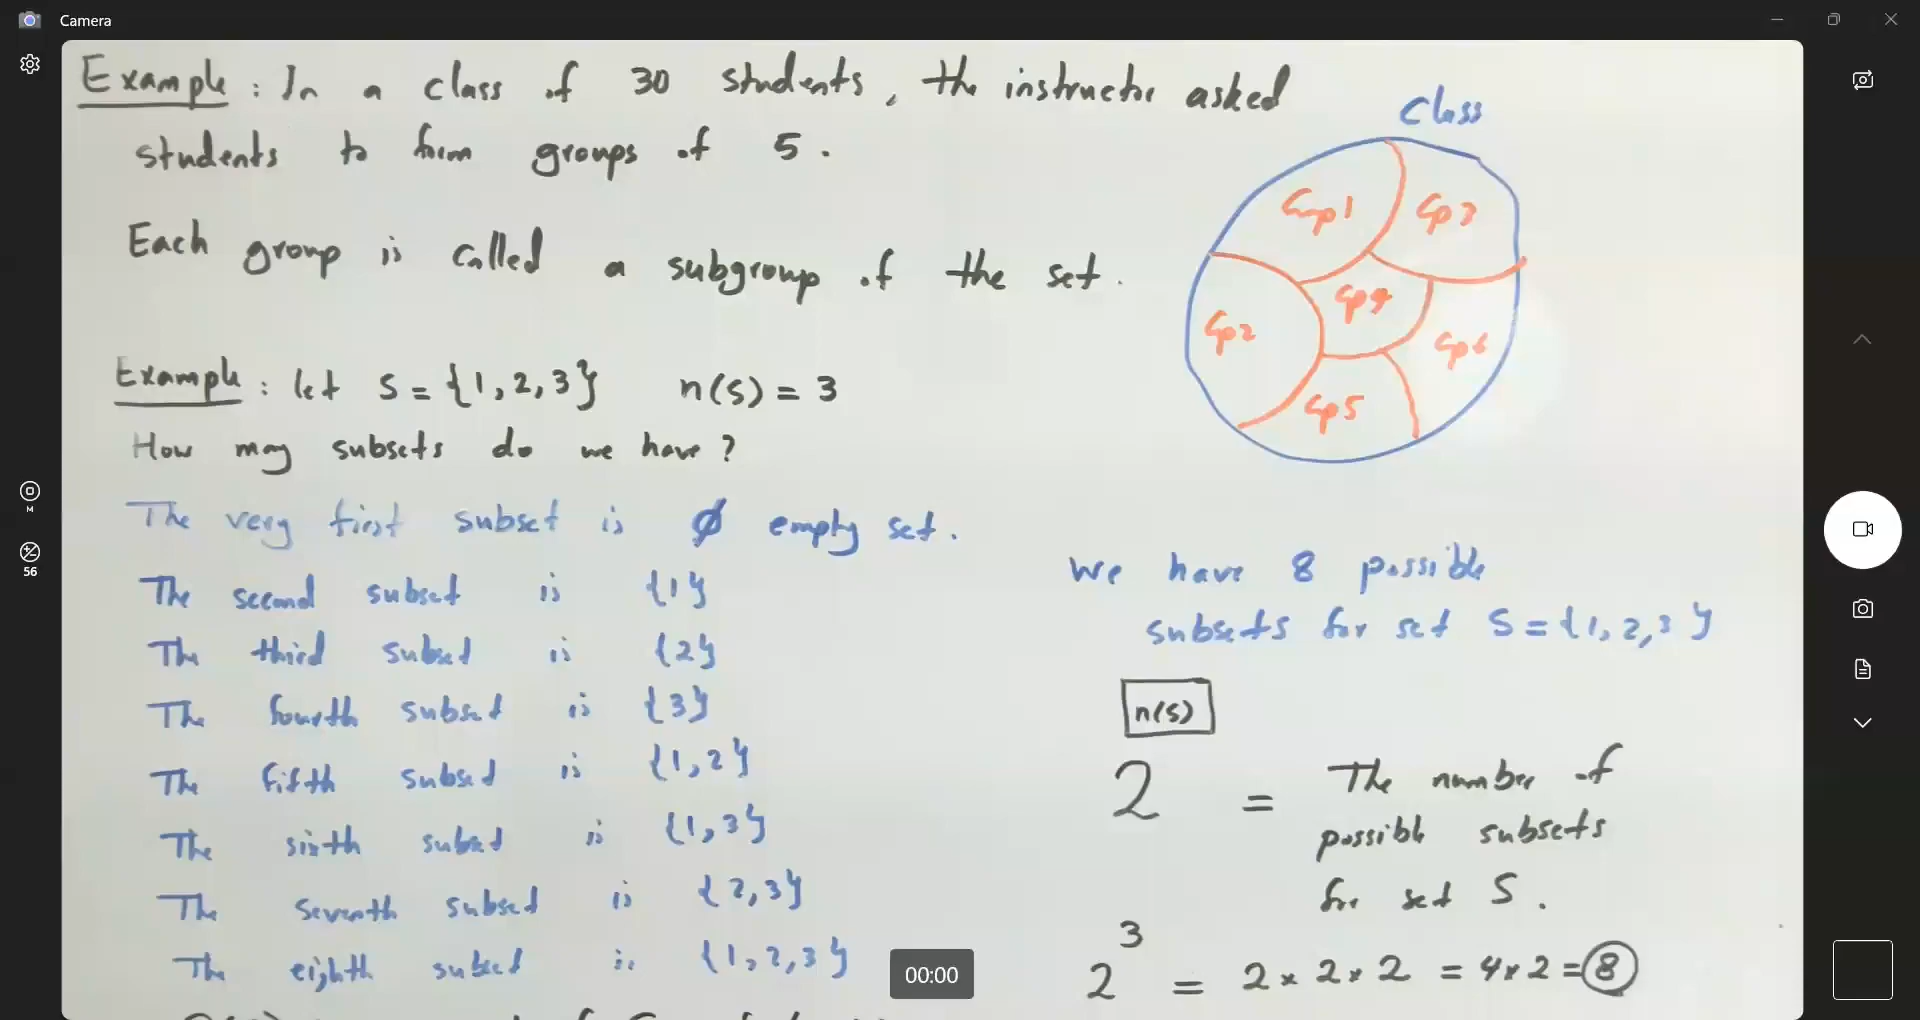 Camera
Example: In a class of 30 students, the instructor asked
students to form groups of 5.
Each group is called a subgroup of the set.
Class
Grp1
Gp3
Gp2
Gp4
Gp6
Gp5
Example: let S = {1, 2, 3} n(S) = 3
How may subsets do we have?
The very first subset is ∅ empty set.
The second subset is {1}
The third subset is {2}
The fourth subset is {3}
The fifth subset is {1, 2}
The sixth subset is {1, 3}
The seventh subset is {2, 3}
The eighth subset is {1, 2, 3}
We have 8 possible
subsets for set S = {1, 2, 3}
n(S)
2 = The number of
possible subsets
for set S.
2^3 = 2 x 2 x 2 = 4 x 2 = 8
M
56
00:00